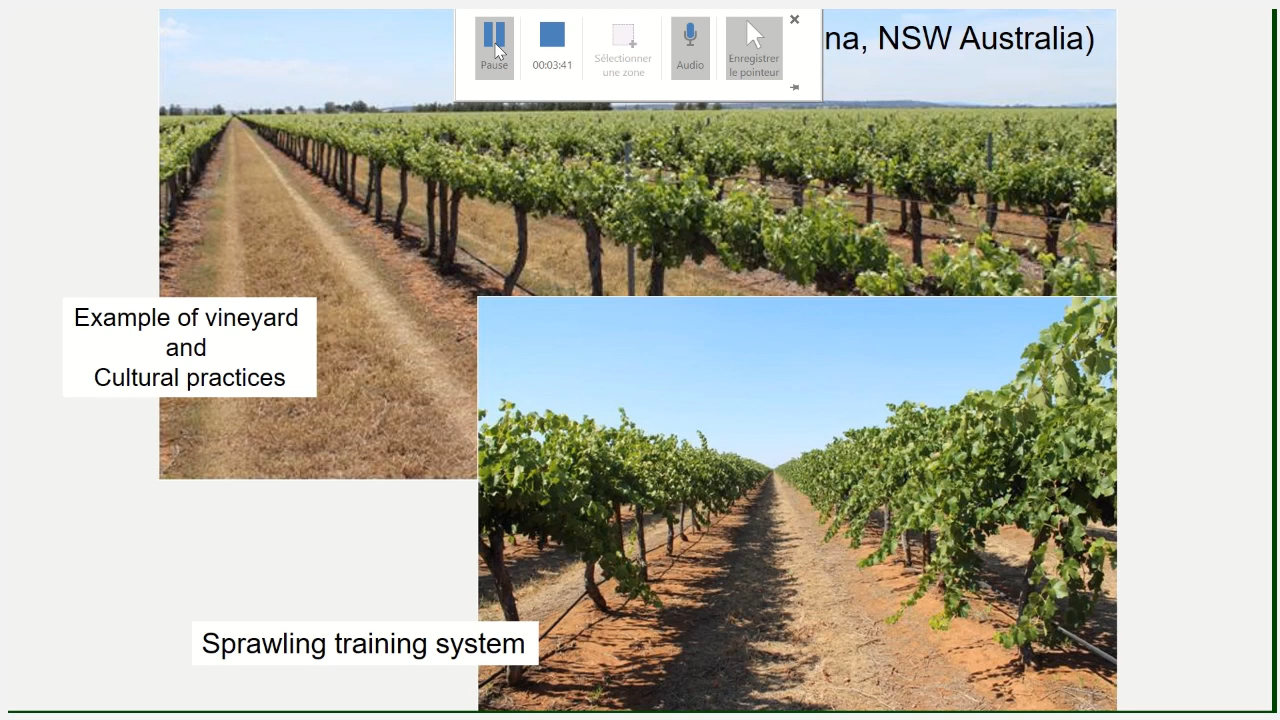 na, NSW Australia)
Pause
00:03:41
Sélectionner
une zone
Audio
Enregistrer
le pointeur
Example of vineyard
and
Cultural practices
Sprawling training system